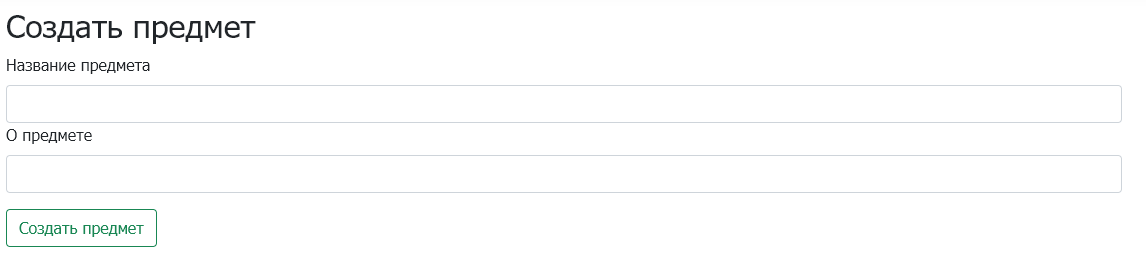 Создать предмет
Название предмета
О предмете
Создать предмет